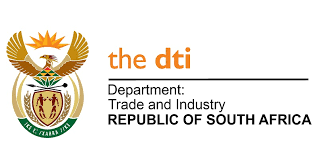 the dti
Department:
Trade and Industry
REPUBLIC OF SOUTH AFRICA